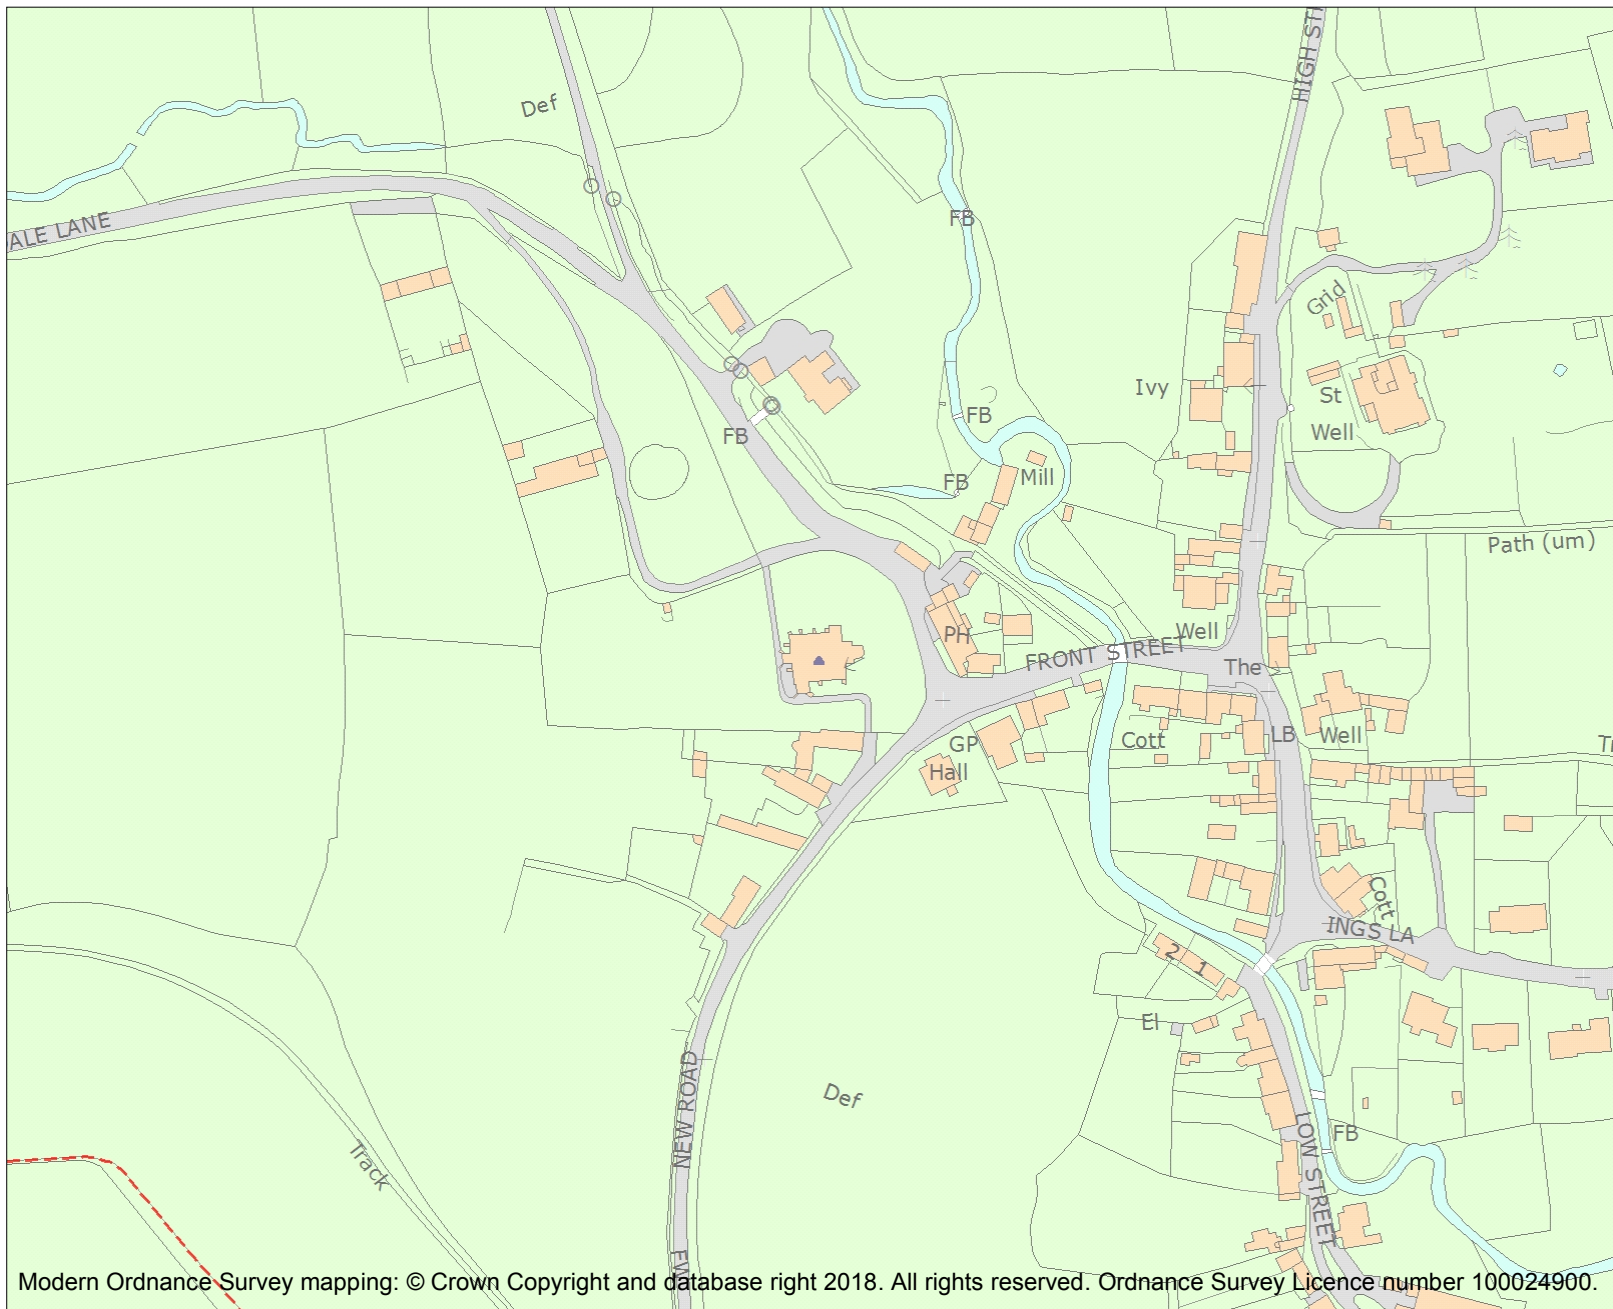 HIGH ST
Def
ALE LANE
FB
Grid
Ivy
St
Well
FB
FB
FB
Mill
Path (um)
PH
Well
FRONT STREET
The
GP
Hall
Cott
LB
Well
Cott
INGS LA
2
1
El
NEW ROAD
Def
LOW STREET
FB
Track
FW
Modern Ordnance Survey mapping: © Crown Copyright and database right 2018. All rights reserved. Ordnance Survey Licence number 100024900.